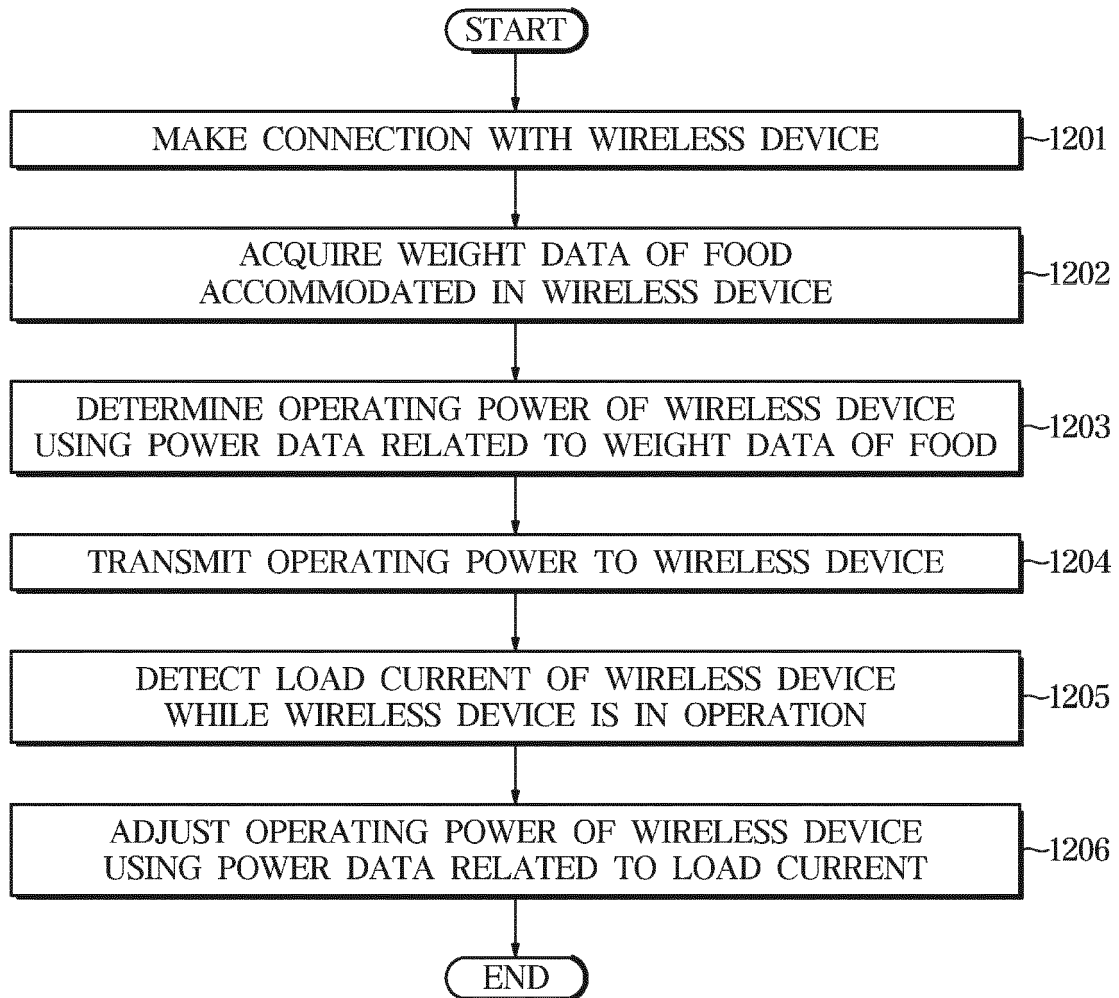 START
MAKE CONNECTION WITH WIRELESS DEVICE
1201
ACQUIRE WEIGHT DATA OF FOOD
ACCOMMODATED IN WIRELESS DEVICE
1202
DETERMINE OPERATING POWER OF WIRELESS DEVICE
USING POWER DATA RELATED TO WEIGHT DATA OF FOOD
1203
TRANSMIT OPERATING POWER TO WIRELESS DEVICE
1204
DETECT LOAD CURRENT OF WIRELESS DEVICE
WHILE WIRELESS DEVICE IS IN OPERATION
1205
ADJUST OPERATING POWER OF WIRELESS DEVICE
USING POWER DATA RELATED TO LOAD CURRENT
1206
END